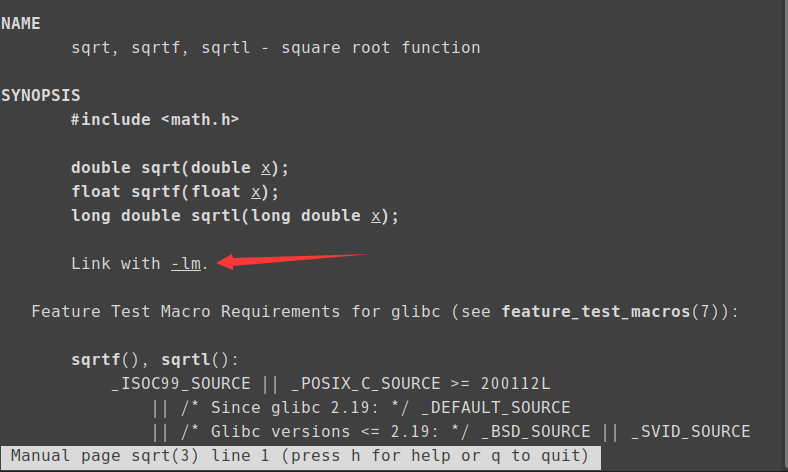 NAME
sqrt, sqrtf, sqrtl - square root function
SYNOPSIS
#include <math.h>
double sqrt(double x);
float sqrtf(float x);
long double sqrtl(long double x);
Link with -lm.
Feature Test Macro Requirements for glibc (see feature_test_macros(7)):
sqrtf(), sqrtl():
_ISOC99_SOURCE || _POSIX_C_SOURCE >= 200112L
|| /* Since glibc 2.19: */ _DEFAULT_SOURCE
|| /* Glibc versions <= 2.19: */ _BSD_SOURCE || _SVID_SOURCE
Manual page sqrt(3) line 1 (press h for help or q to quit)